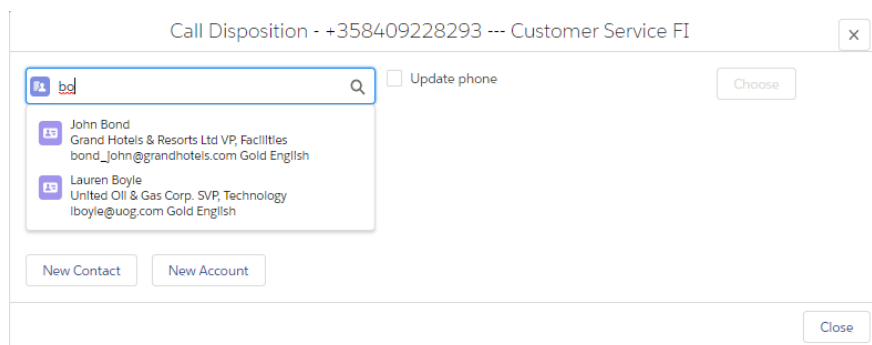 Call Disposition - +358409228293 --- Customer Service FI
bo
Update phone
Choose
John Bond
Grand Hotels & Resorts Ltd VP, Facilities
bond_john@grandhotels.com Gold English
Lauren Boyle
United Oil & Gas Corp. SVP, Technology
lboyle@uog.com Gold English
New Contact
New Account
Close